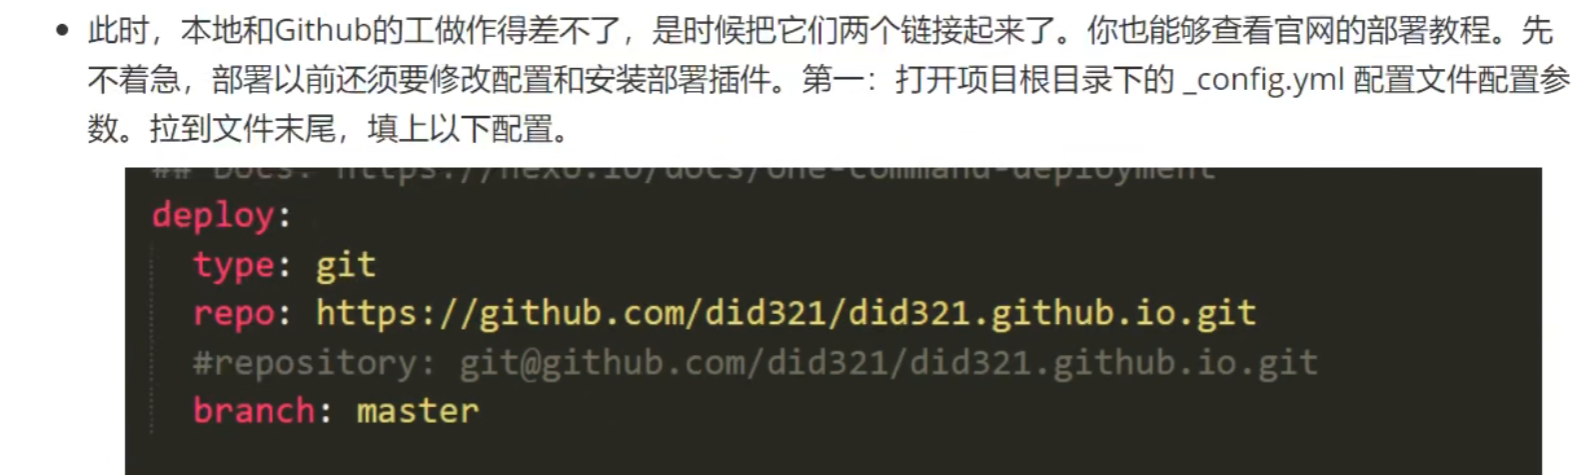 此时，本地和Github的工做作得差不了，是时候把它们两个链接起来了。你也能够查看官网的部署教程。先
不着急，部署以前还须要修改配置和安装部署插件。第一：打开项目根目录下的 _config.yml 配置文件配置参
数。拉到文件末尾，填上以下配置。
## Docs: https://hexo.io/docs/one-command-deployment
deploy:
type: git
repo: https://github.com/did321/did321.github.io.git
#repository: git@github.com/did321/did321.github.io.git
branch: master